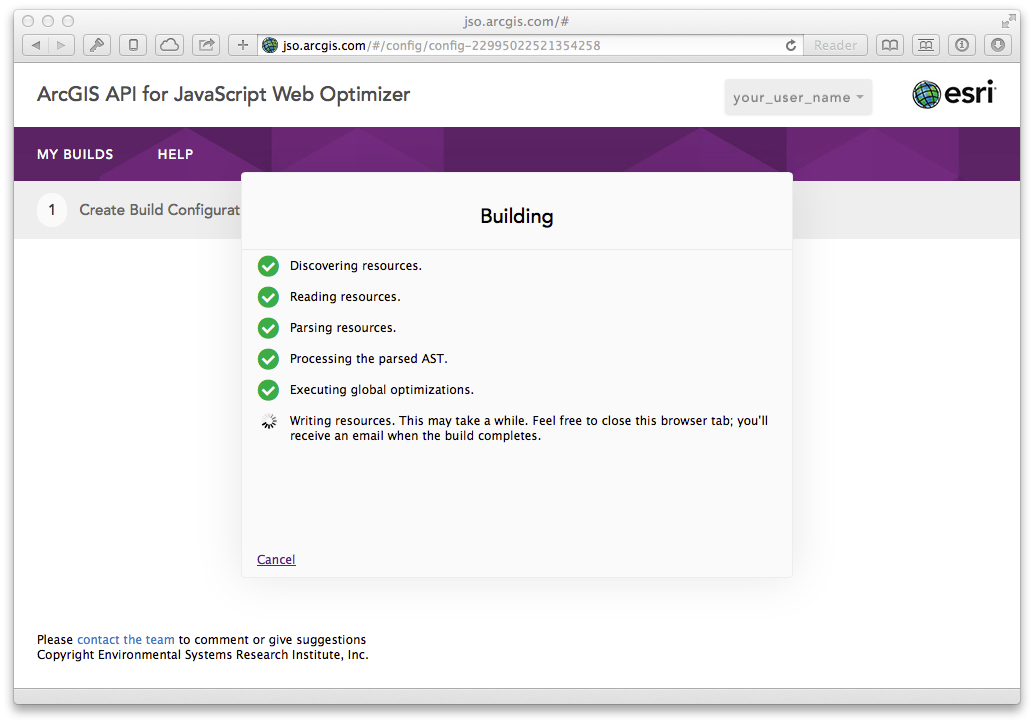 jso.arcgis.com/#
jso.arcgis.com/#/config/config-22995022521354258
Reader
ArcGIS API for JavaScript Web Optimizer
your_user_name
esri
MY BUILDS
HELP
1
Create Build Configurat
Building
Discovering resources.
Reading resources.
Parsing resources.
Processing the parsed AST.
Executing global optimizations.
Writing resources. This may take a while. Feel free to close this browser tab; you'll
receive an email when the build completes.
Cancel
Please contact the team to comment or give suggestions
Copyright Environmental Systems Research Institute, Inc.